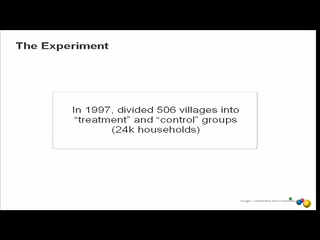 The Experiment
In 1997, divided 506 villages into
“treatment” and “control” groups
(24k households)